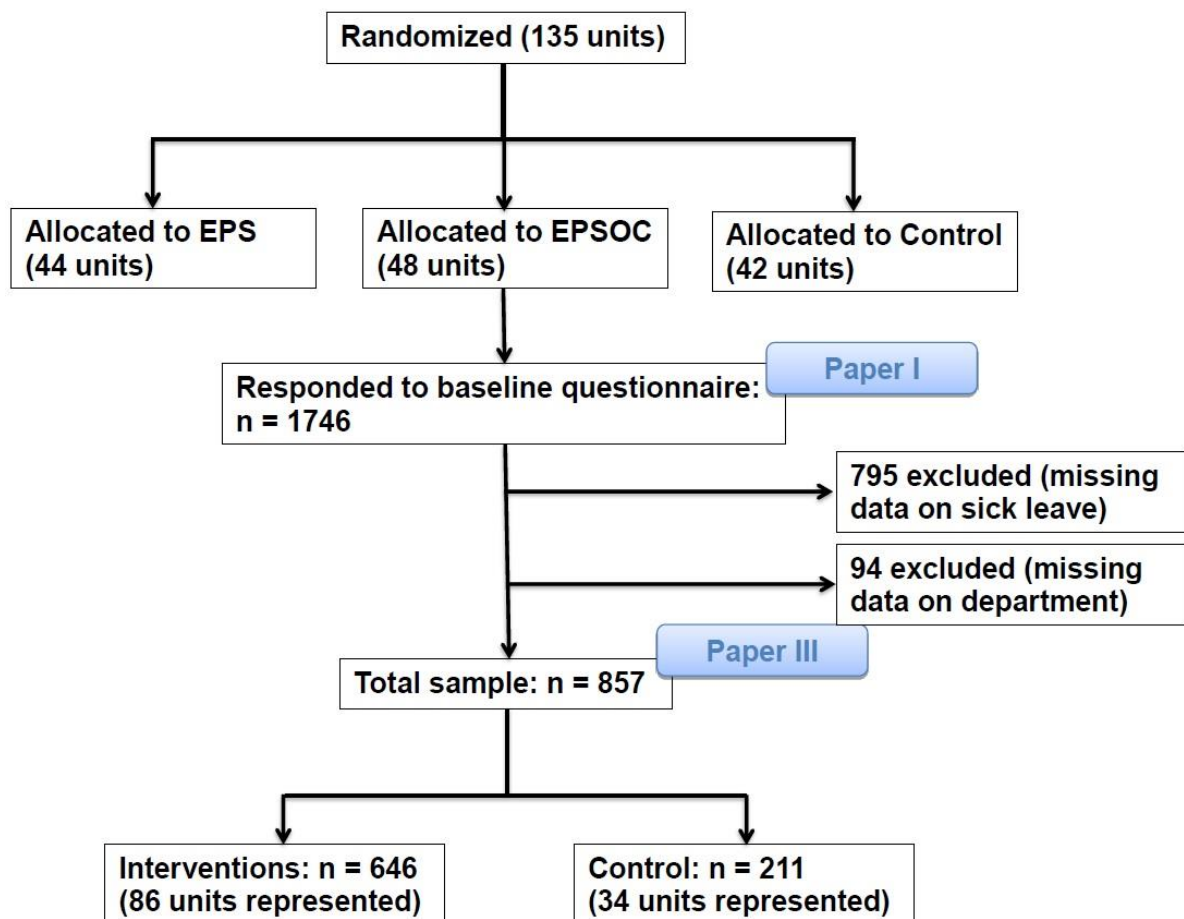 Randomized (135 units)
Allocated to EPS
(44 units)
Allocated to EPSOC
(48 units)
Allocated to Control
(42 units)
Responded to baseline questionnaire:
n = 1746
Paper I
795 excluded (missing
data on sick leave)
94 excluded (missing
data on department)
Paper III
Total sample: n = 857
Interventions: n = 646
(86 units represented)
Control: n = 211
(34 units represented)